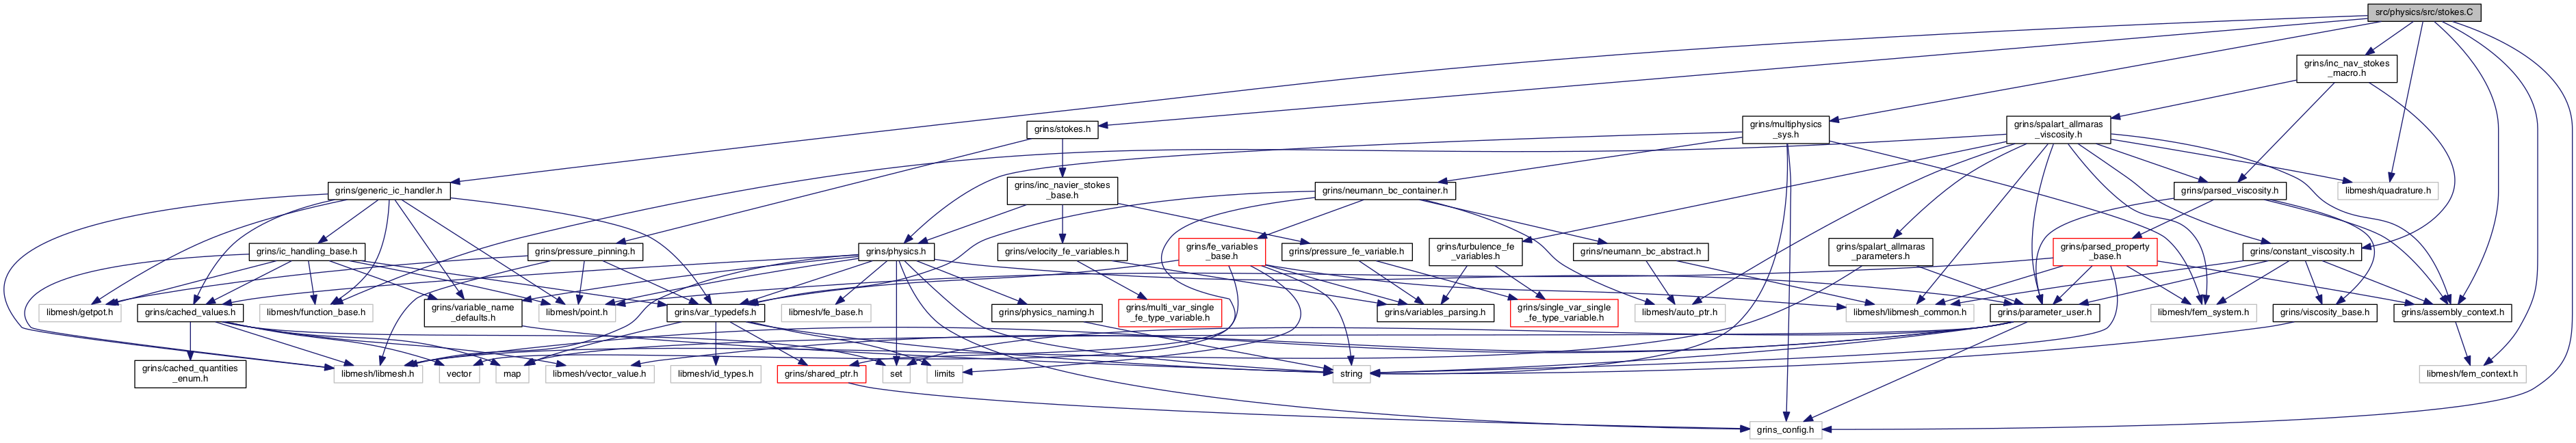 src/physics/src/stokes.C
grins/inc_nav_stokes
_macro.h
grins/stokes.h
grins/multiphysics
_sys.h
grins/spalart_allmaras
_viscosity.h
grins/generic_ic_handler.h
grins/inc_navier_stokes
_base.h
grins/neumann_bc_container.h
grins/parsed_viscosity.h
libmesh/quadrature.h
grins/ic_handling_base.h
grins/pressure_pinning.h
grins/physics.h
grins/velocity_fe_variables.h
grins/fe_variables
_base.h
grins/pressure_fe_variable.h
grins/turbulence_fe
_variables.h
grins/neumann_bc_abstract.h
grins/spalart_allmaras
_parameters.h
grins/parsed_property
_base.h
grins/constant_viscosity.h
libmesh/getpot.h
grins/cached_values.h
libmesh/function_base.h
grins/variable_name
_defaults.h
libmesh/point.h
grins/var_typedefs.h
libmesh/fe_base.h
grins/physics_naming.h
grins/multi_var_single
_fe_type_variable.h
grins/variables_parsing.h
grins/single_var_single
_fe_type_variable.h
libmesh/auto_ptr.h
libmesh/libmesh_common.h
grins/parameter_user.h
libmesh/fem_system.h
grins/viscosity_base.h
grins/assembly_context.h
grins/cached_quantities
_enum.h
libmesh/libmesh.h
vector
map
libmesh/vector_value.h
libmesh/id_types.h
grins/shared_ptr.h
set
limits
string
libmesh/fem_context.h
grins_config.h